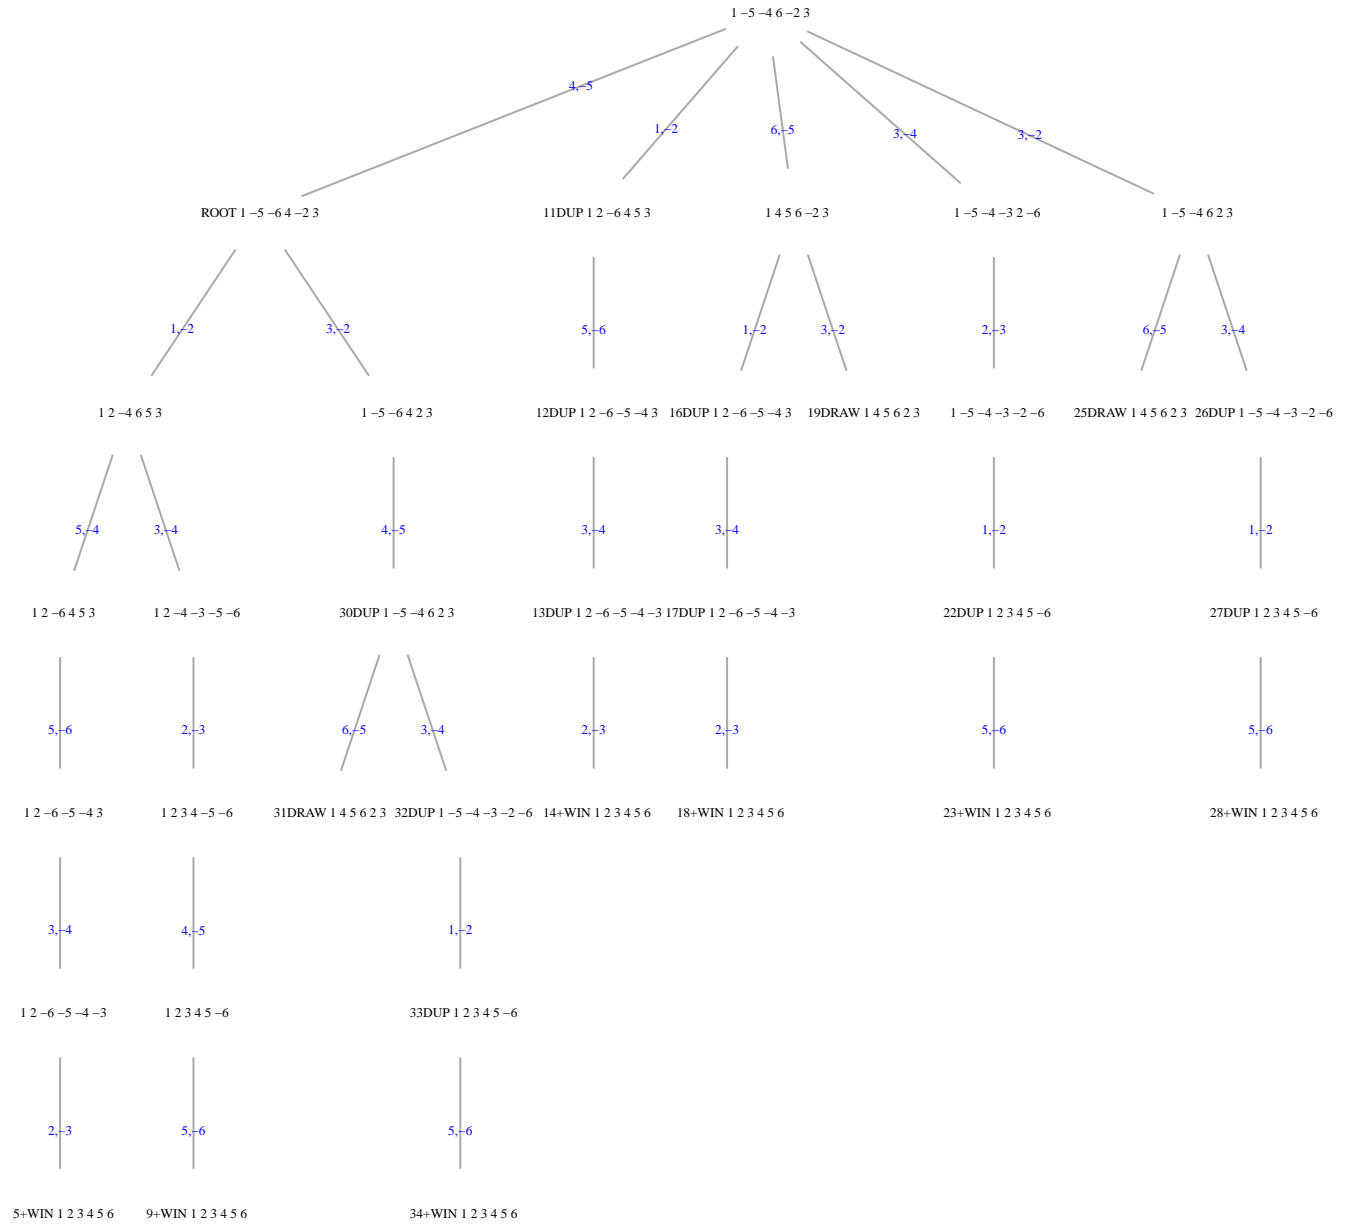 1 −5 −4 6 −2 3
4,−5
1,−2
6,−5
3,−4
3,−2
ROOT 1 −5 −6 4 −2 3
11DUP 1 2 −6 4 5 3
1 4 5 6 −2 3
1 −5 −4 −3 2 −6
1 −5 −4 6 2 3
1,−2
3,−2
5,−6
1,−2
3,−2
2,−3
6,−5
3,−4
1 2 −4 6 5 3
1 −5 −6 4 2 3
12DUP 1 2 −6 −5 −4 3
16DUP 1 2 −6 −5 −4 3
19DRAW 1 4 5 6 2 3
1 −5 −4 −3 −2 −6
25DRAW 1 4 5 6 2 3
26DUP 1 −5 −4 −3 −2 −6
5,−4
3,−4
4,−5
3,−4
3,−4
1,−2
1,−2
1 2 −6 4 5 3
1 2 −4 −3 −5 −6
30DUP 1 −5 −4 6 2 3
13DUP 1 2 −6 −5 −4 −3
17DUP 1 2 −6 −5 −4 −3
22DUP 1 2 3 4 5 −6
27DUP 1 2 3 4 5 −6
5,−6
2,−3
6,−5
3,−4
2,−3
2,−3
5,−6
5,−6
1 2 −6 −5 −4 3
1 2 3 4 −5 −6
31DRAW 1 4 5 6 2 3
32DUP 1 −5 −4 −3 −2 −6
14+WIN 1 2 3 4 5 6
18+WIN 1 2 3 4 5 6
23+WIN 1 2 3 4 5 6
28+WIN 1 2 3 4 5 6
3,−4
4,−5
1,−2
1 2 −6 −5 −4 −3
1 2 3 4 5 −6
33DUP 1 2 3 4 5 −6
2,−3
5,−6
5,−6
5+WIN 1 2 3 4 5 6
9+WIN 1 2 3 4 5 6
34+WIN 1 2 3 4 5 6